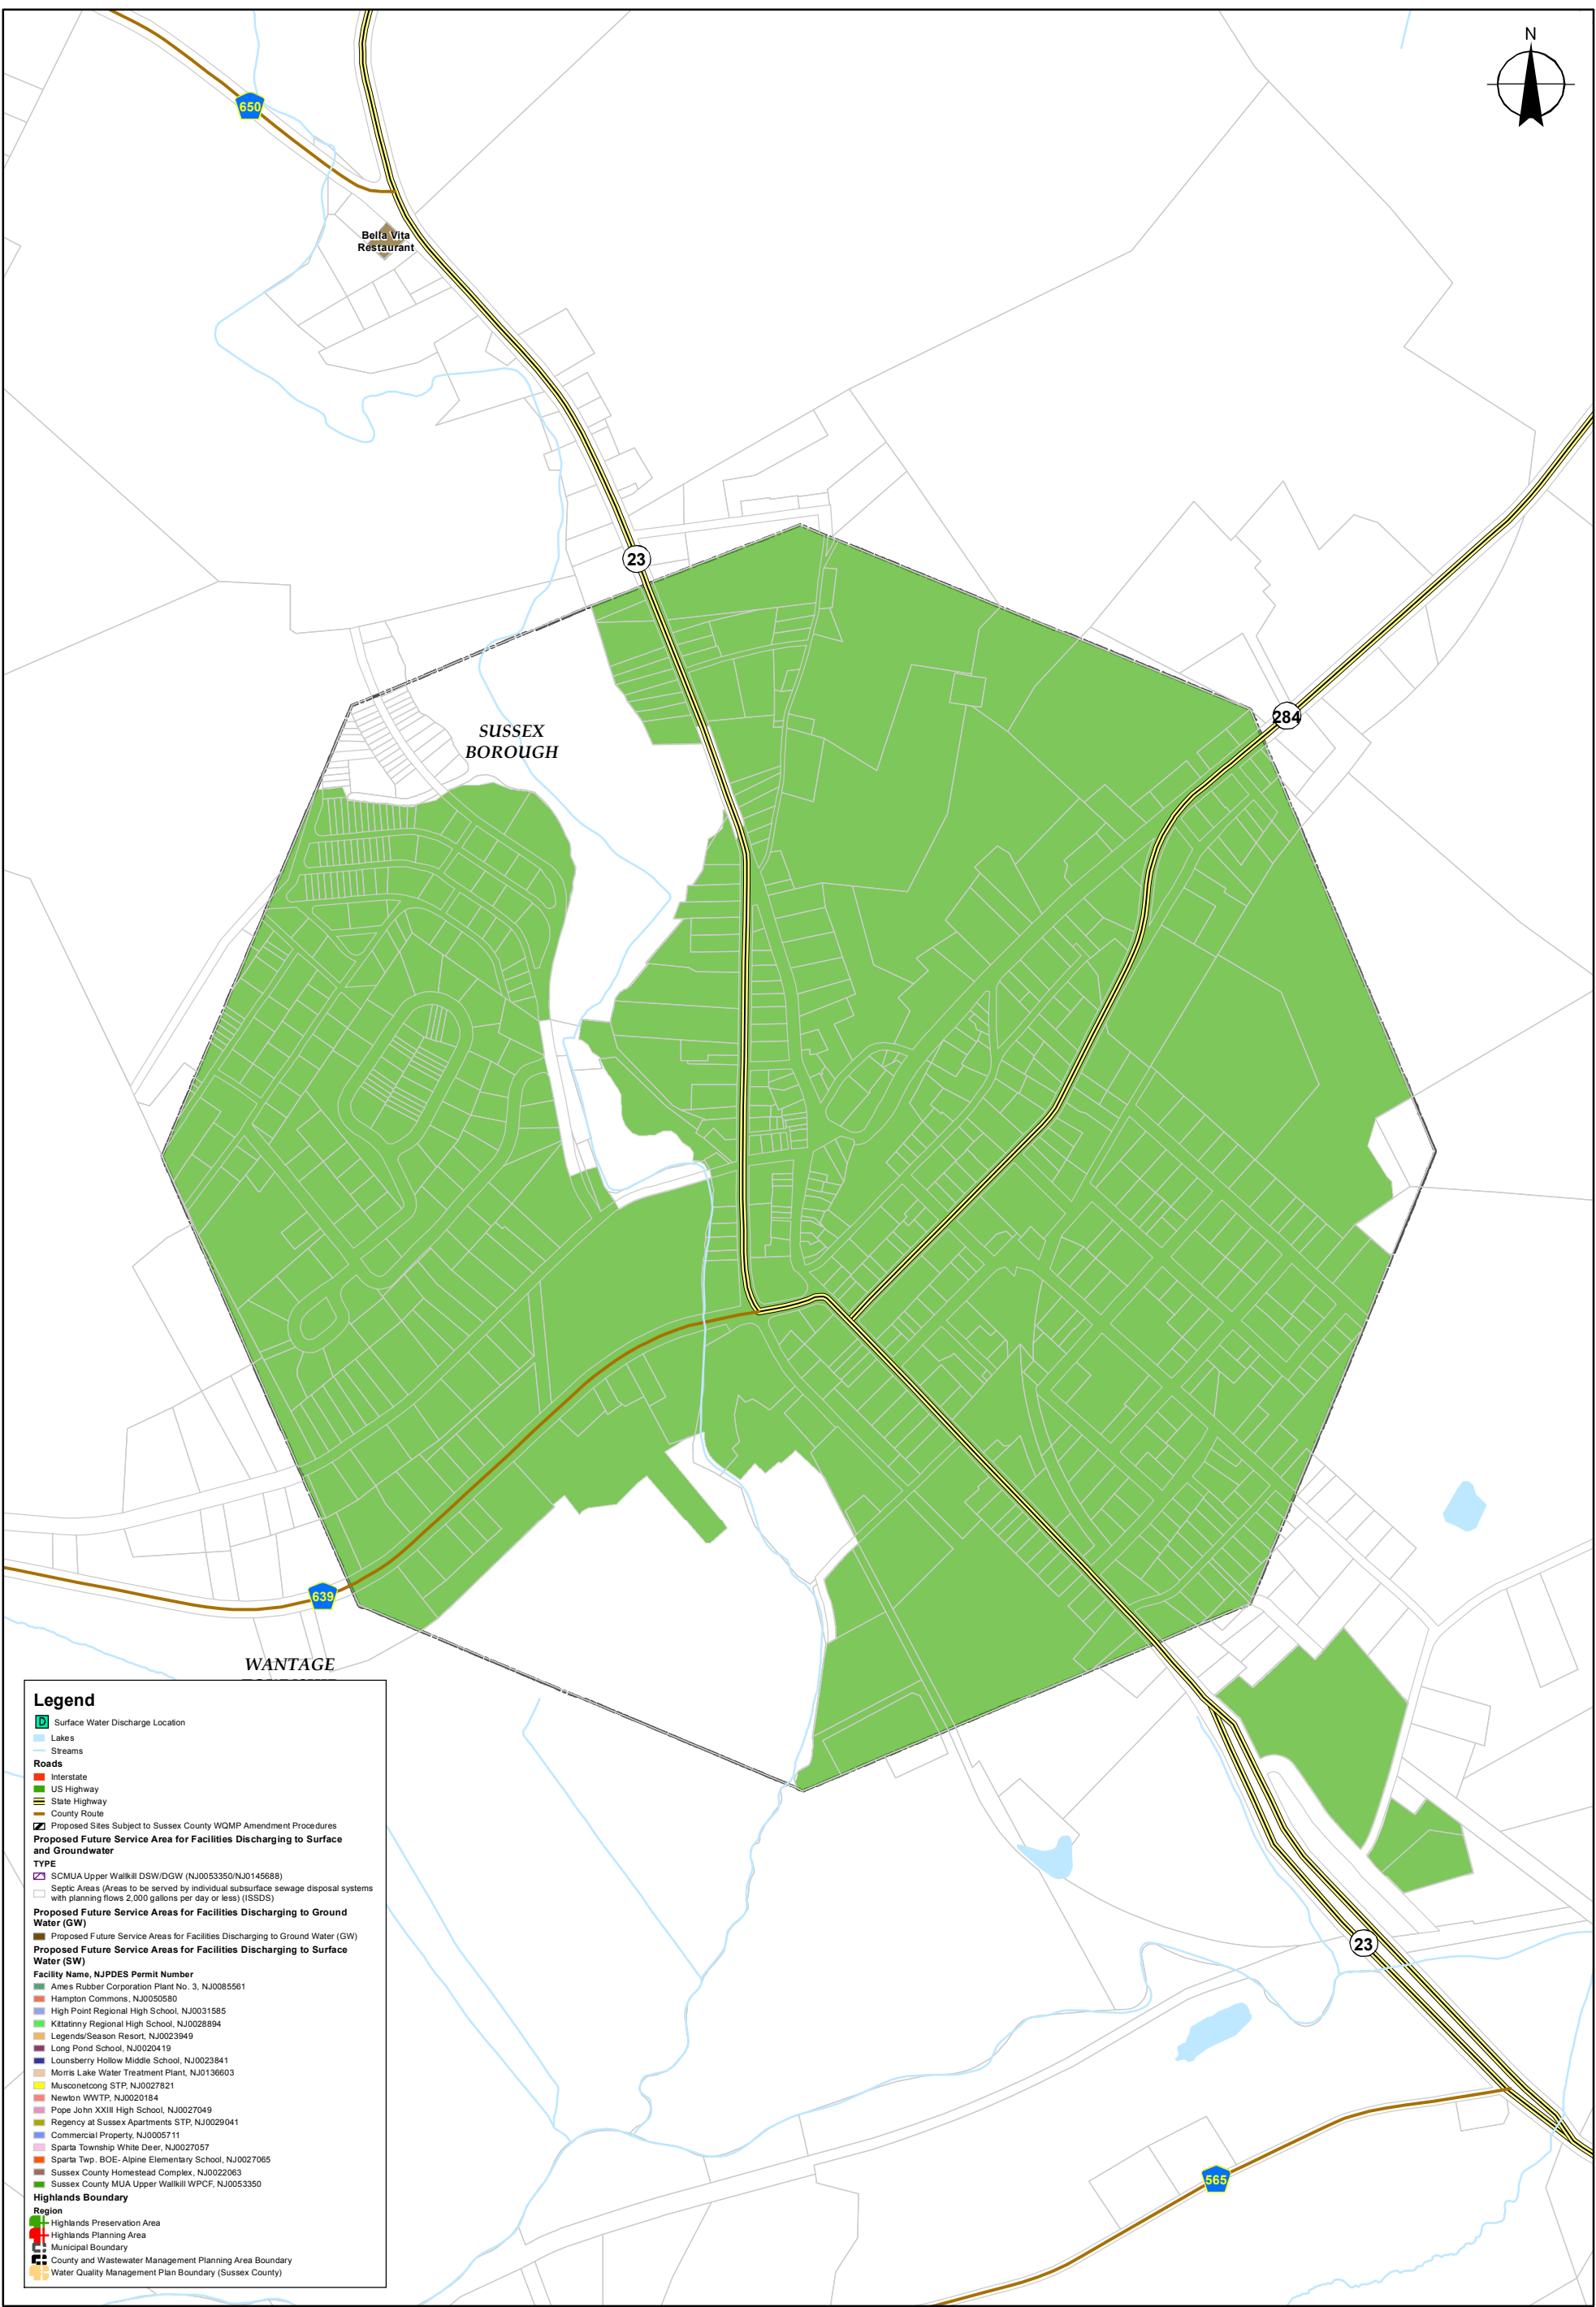 N
650
Bella Vita
Restaurant
23
284
SUSSEX
BOROUGH
639
WANTAGE
23
565
Legend
D Surface Water Discharge Location
Lakes
Streams
Roads
Interstate
US Highway
State Highway
County Route
Proposed Sites Subject to Sussex County WQMP Amendment Procedures
Proposed Future Service Area for Facilities Discharging to Surface
and Groundwater
TYPE
SCMUA Upper Wallkill DSW/DGW (NJ0053350/NJ0145688)
Septic Areas (Areas to be served by individual subsurface sewage disposal systems
with planning flows 2,000 gallons per day or less) (ISSDS)
Proposed Future Service Areas for Facilities Discharging to Ground
Water (GW)
Proposed Future Service Areas for Facilities Discharging to Ground Water (GW)
Proposed Future Service Areas for Facilities Discharging to Surface
Water (SW)
Facility Name, NJPDES Permit Number
Ames Rubber Corporation Plant No. 3, NJ0085561
Hampton Commons, NJ0050580
High Point Regional High School, NJ0031585
Kittatinny Regional High School, NJ0028894
Legends/Season Resort, NJ0023949
Long Pond School, NJ0020419
Lounsberry Hollow Middle School, NJ0023841
Morris Lake Water Treatment Plant, NJ0136603
Musconetcong STP, NJ0027821
Newton WWTP, NJ0020184
Pope John XXIII High School, NJ0027049
Regency at Sussex Apartments STP, NJ0029041
Commercial Property, NJ0005711
Sparta Township White Deer, NJ0027057
Sparta Twp. BOE- Alpine Elementary School, NJ0027065
Sussex County Homestead Complex, NJ0022063
Sussex County MUA Upper Wallkill WPCF, NJ0053350
Highlands Boundary
Region
Highlands Preservation Area
Highlands Planning Area
Municipal Boundary
County and Wastewater Management Planning Area Boundary
Water Quality Management Plan Boundary (Sussex County)